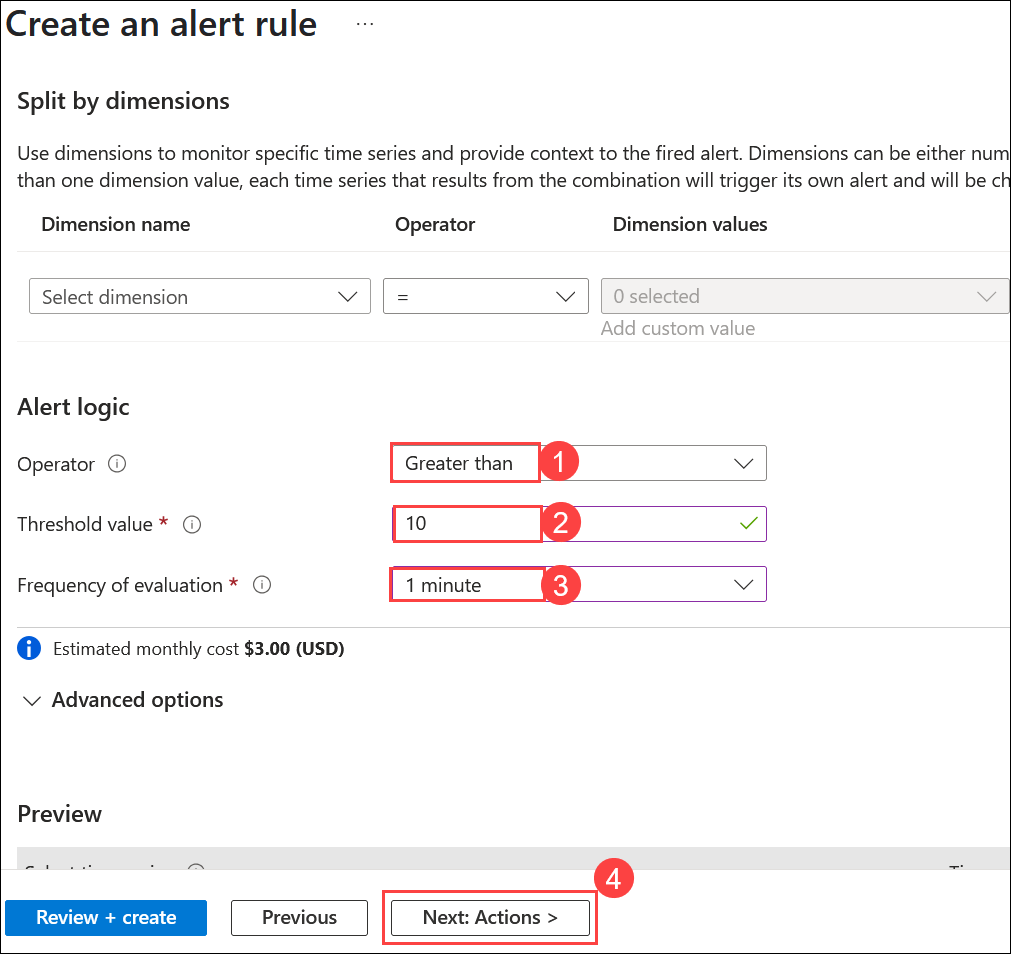 Create an alert rule ...
Split by dimensions
Use dimensions to monitor specific time series and provide context to the fired alert. Dimensions can be either num
than one dimension value, each time series that results from the combination will trigger its own alert and will be ch
Dimension name Operator Dimension values
Select dimension = 0 selected
Add custom value
Alert logic
Operator Greater than 1
Threshold value * 10 2
Frequency of evaluation * 1 minute 3
Estimated monthly cost $3.00 (USD)
Advanced options
Preview
4
Review + create Previous Next: Actions >